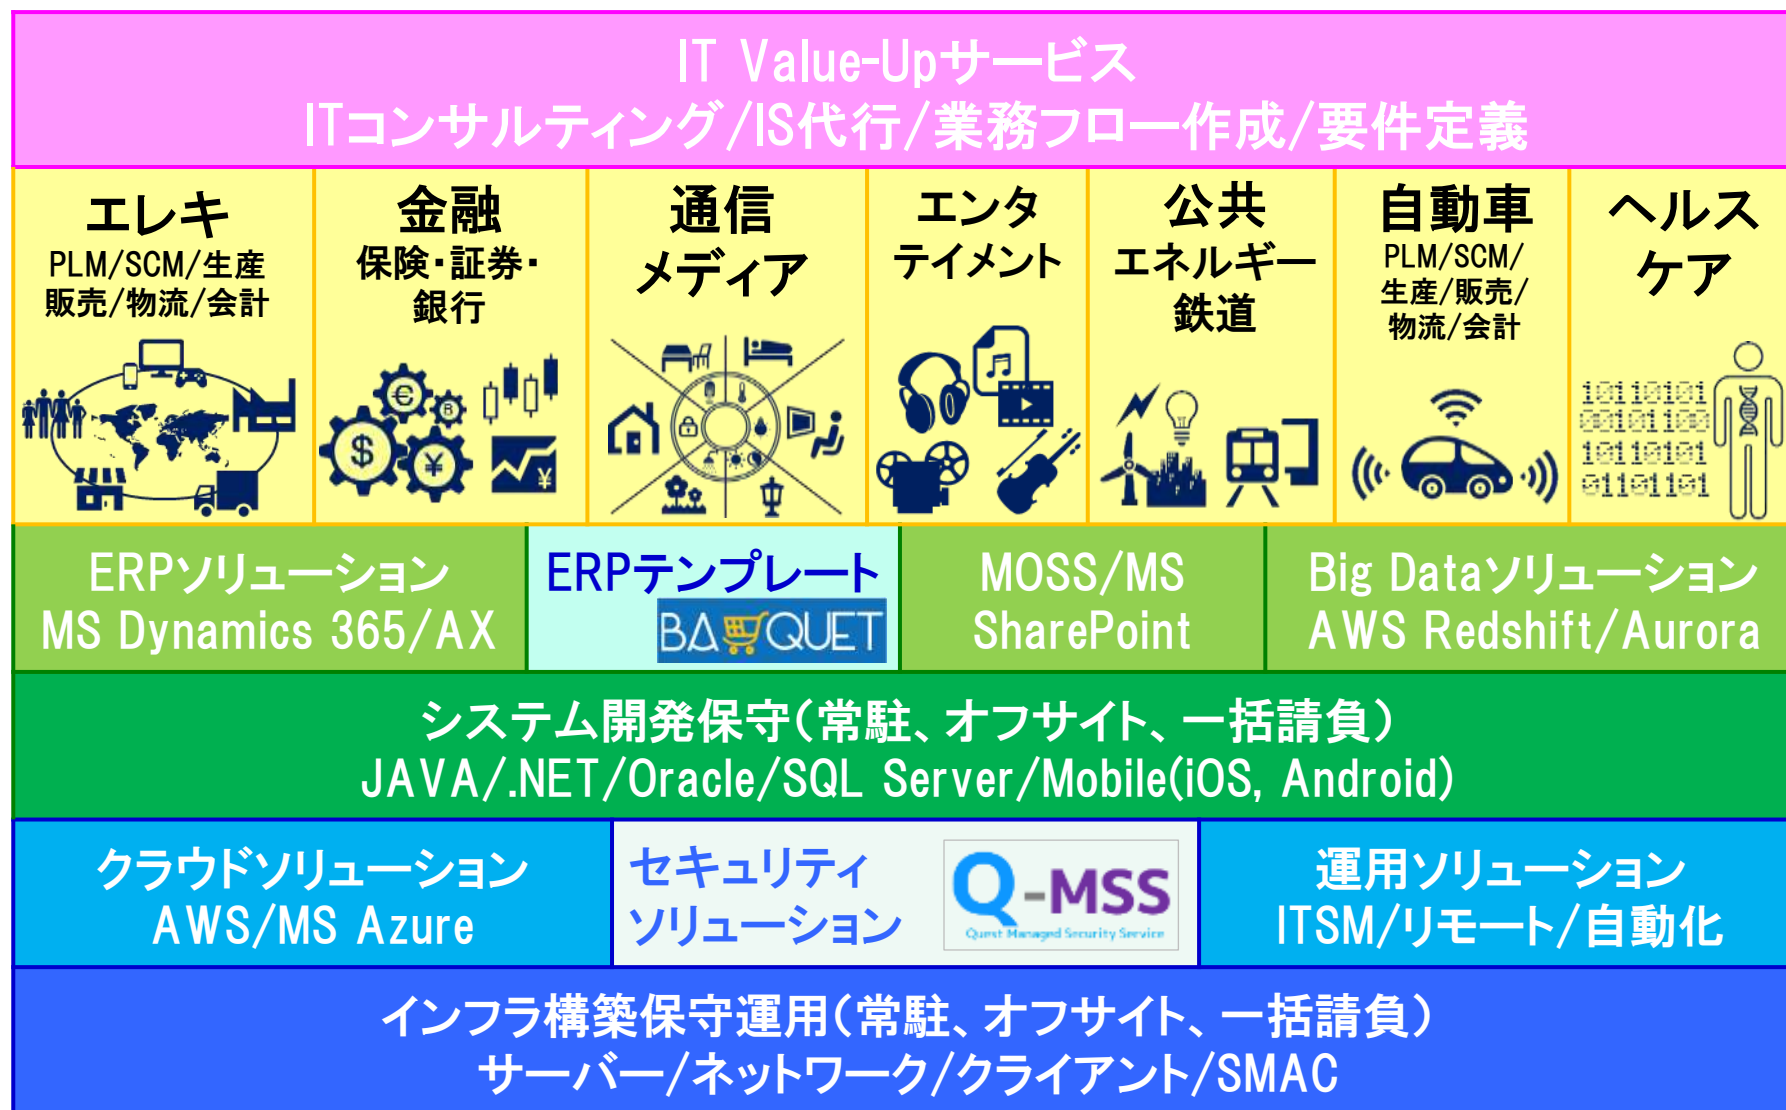 IT Value-Upサービス
ITコンサルティング/IS代行/業務フロー作成/要件定義
エレキ
PLM/SCM/生産
販売/物流/会計
金融
保険・証券・
銀行
通信
メディア
エンタ
テイメント
公共
エネルギー
鉄道
自動車
PLM/SCM/
生産/販売/
物流/会計
ヘルス
ケア
€
B
$
¥
¥
10110101
00101100
10110101
01101101
ERPソリューション
MS Dynamics 365/AX
ERPテンプレート
BAQUET
MOSS/MS
SharePoint
Big Dataソリューション
AWS Redshift/Aurora
システム開発保守(常駐、オフサイト、一括請負)
JAVA/.NET/Oracle/SQL Server/Mobile(iOS, Android)
クラウドソリューション
AWS/MS Azure
セキュリティ
ソリューション
Q-MSS
Quest Managed Security Service
運用ソリューション
ITSM/リモート/自動化
インフラ構築保守運用(常駐、オフサイト、一括請負)
サーバー/ネットワーク/クライアント/SMAC